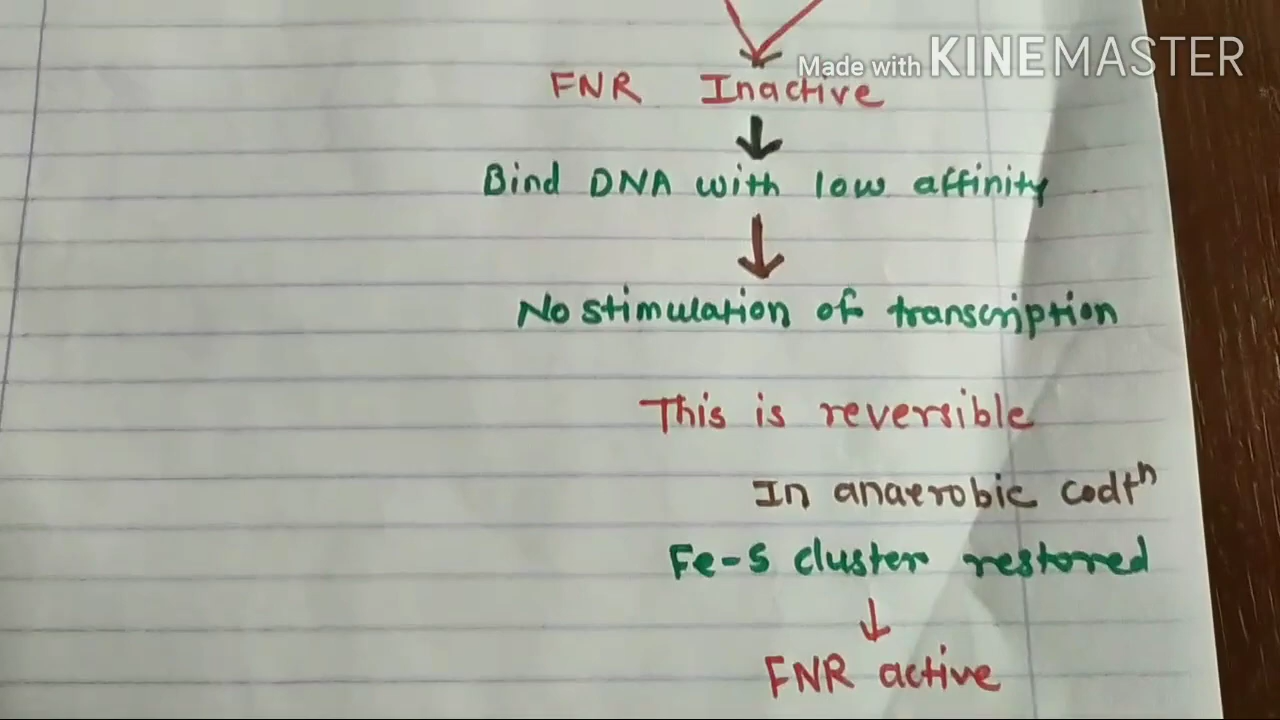 Made with KINEMASTER
FNR Inactive
Bind DNA with low affinity
No stimulation of transcription
This is reversible
In anaerobic codtⁿ
Fe-S cluster restored
FNR active